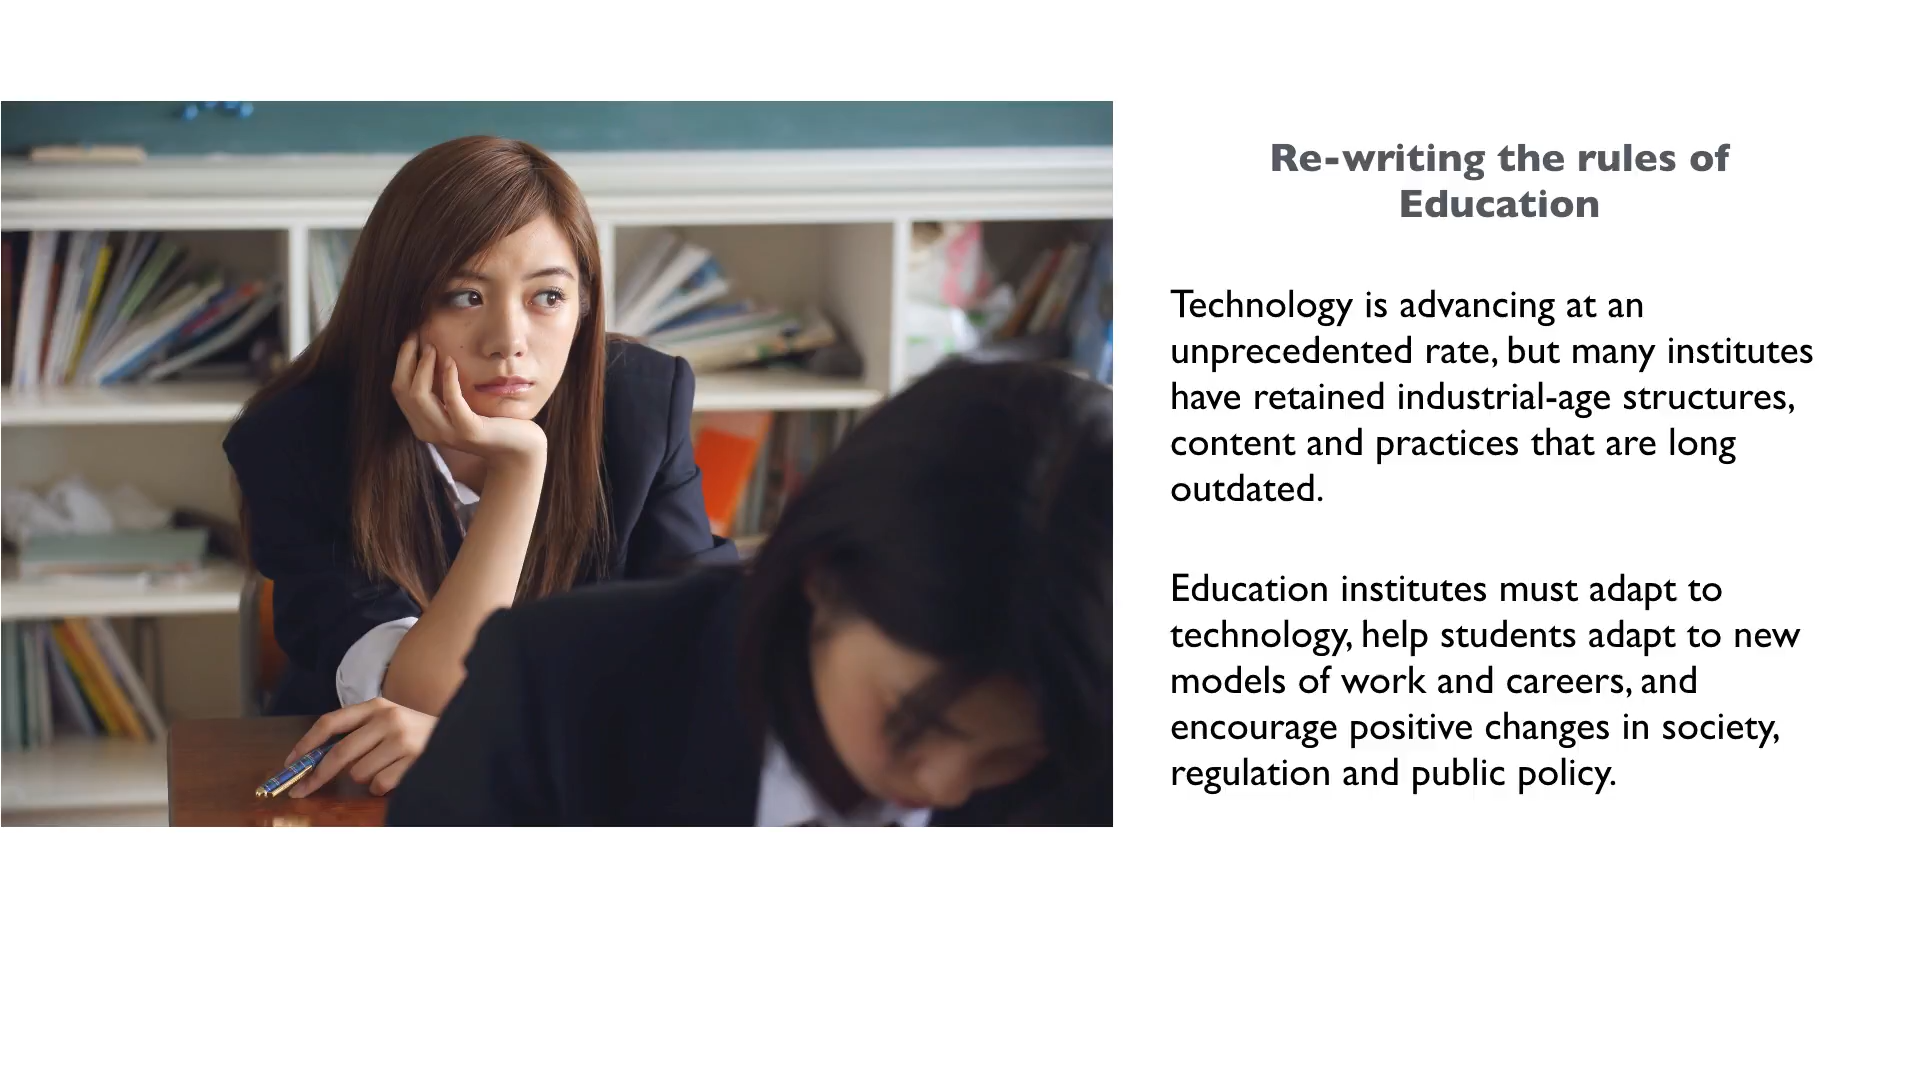 Re-writing the rules of
Education
Technology is advancing at an
unprecedented rate, but many institutes
have retained industrial-age structures,
content and practices that are long
outdated.
Education institutes must adapt to
technology, help students adapt to new
models of work and careers, and
encourage positive changes in society,
regulation and public policy.